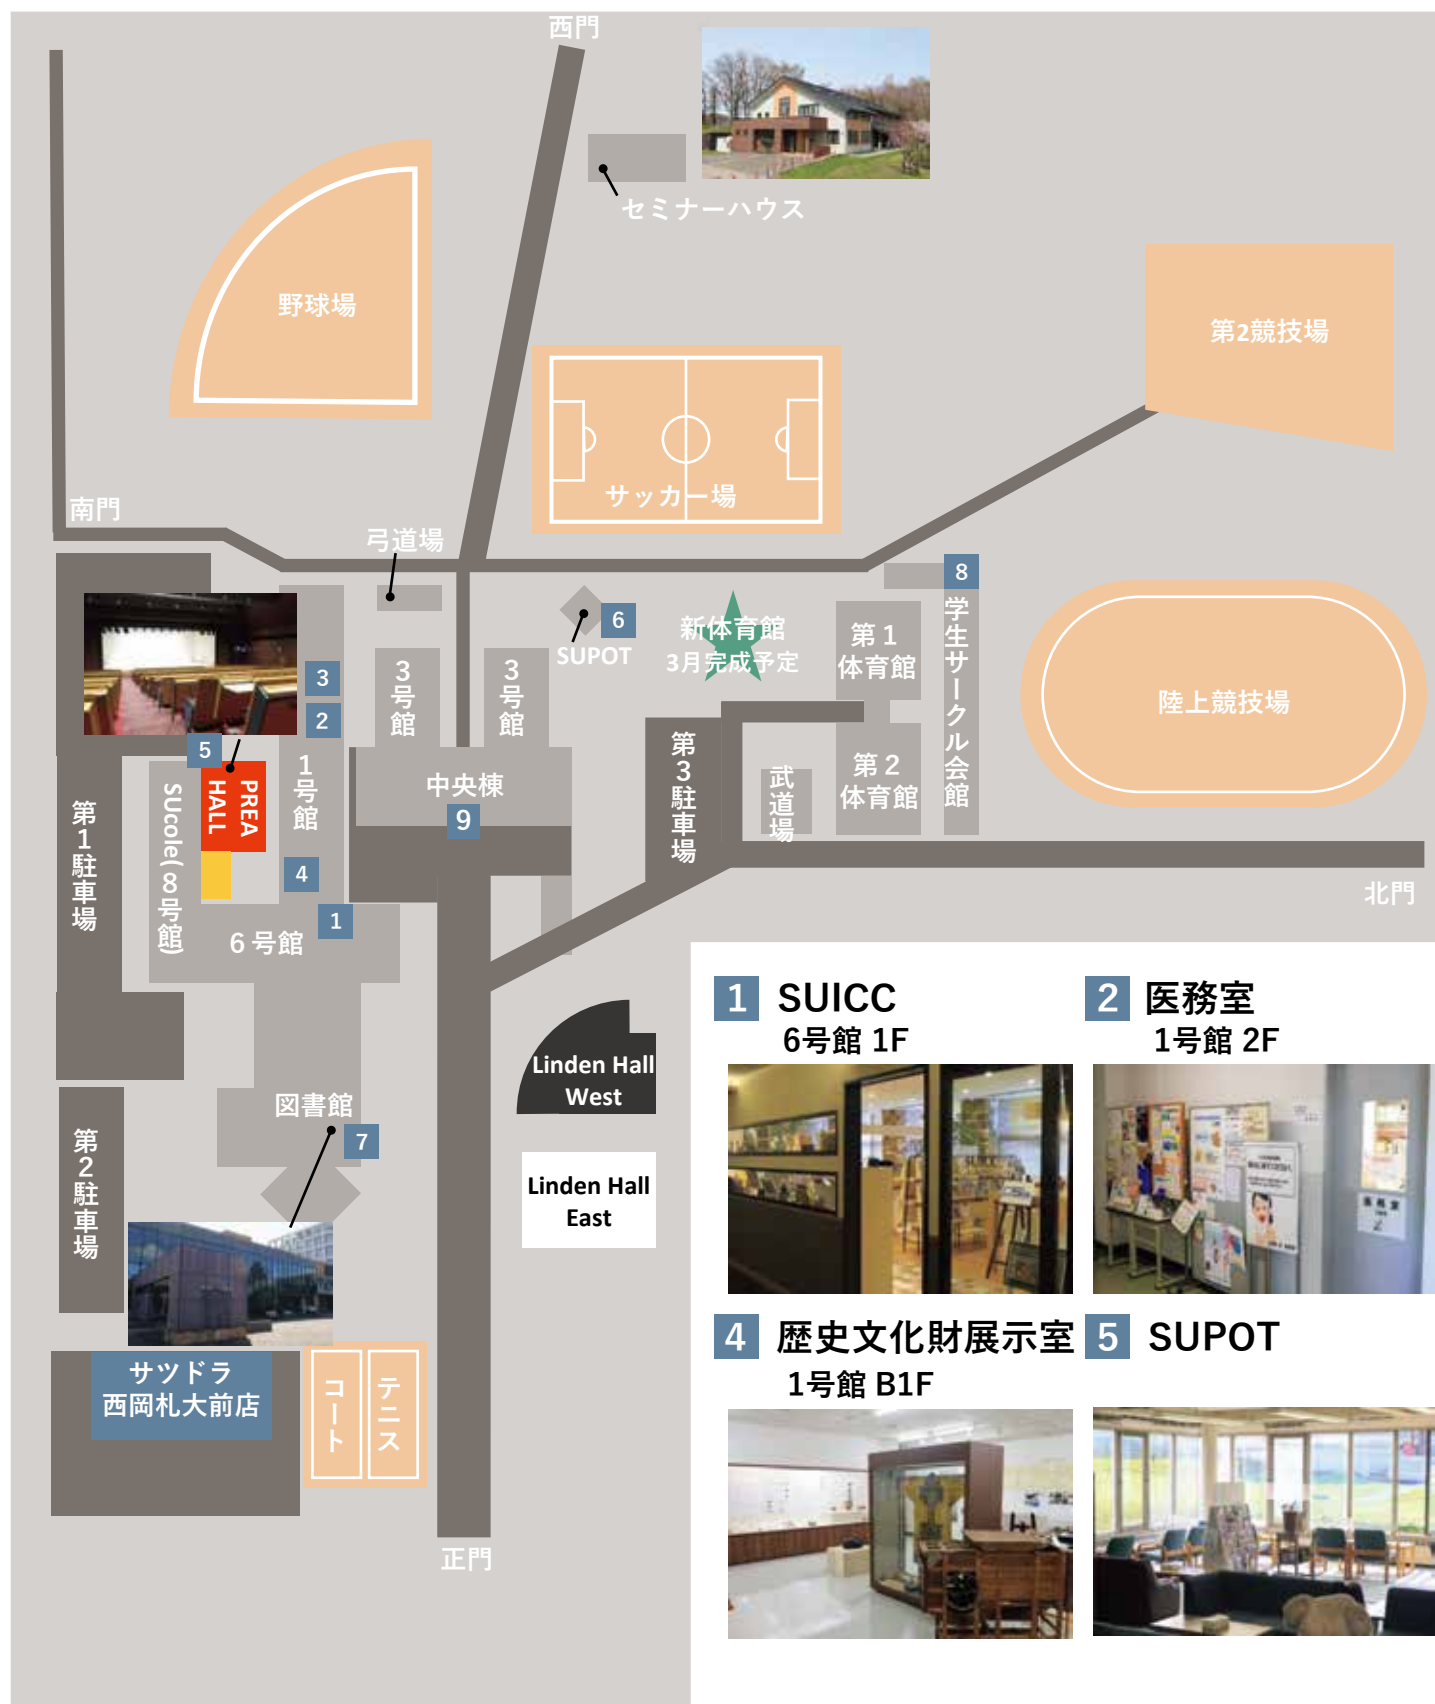 西門
セミナーハウス
野球場
第2競技場
サッカー場
南門
弓道場
8
6
SUPOT
新体育館
3月完成予定
第1
体育館
学生サークル会館
陸上競技場
3
2
3号館
3号館
5
PREA
HALL
1号館
中央棟
9
第3駐車場
武道場
第2
体育館
第1駐車場
SUcole(8号館)
4
1
6号館
北門
Linden Hall
West
図書館
7
第2駐車場
Linden Hall
East
サツドラ
西岡札大前店
テニス
コート
正門
1 SUICC
6号館 1F
2 医務室
1号館 2F
SUICC
医務室
4 歴史文化財展示室
1号館 B1F
5 SUPOT